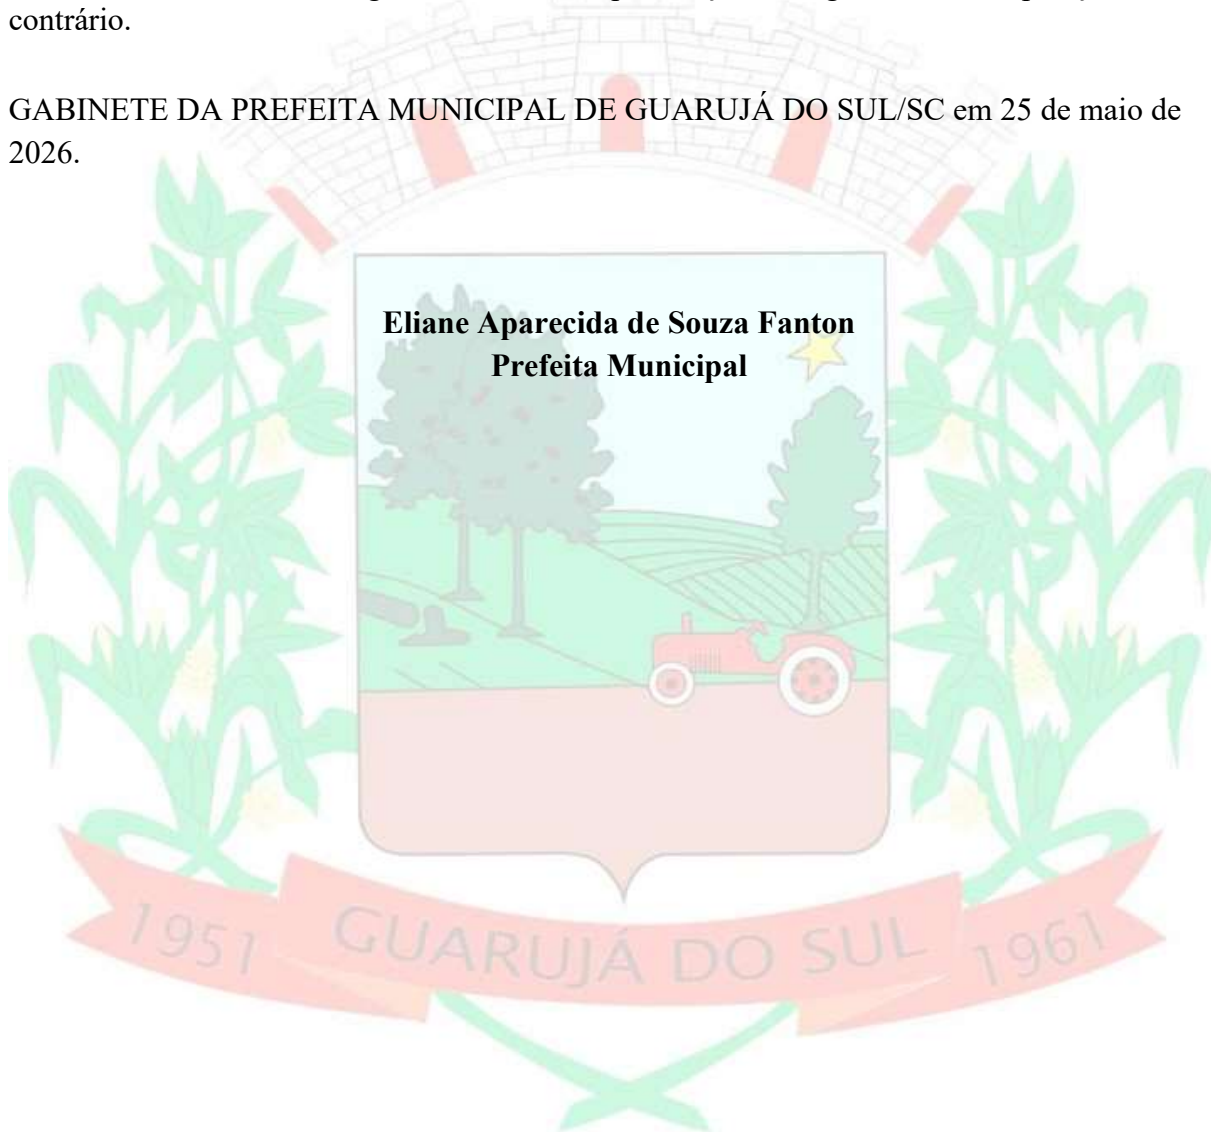 contrário.
GABINETE DA PREFEITA MUNICIPAL DE GUARUJÁ DO SUL/SC em 25 de maio de
2026.
Eliane Aparecida de Souza Fanton
Prefeita Municipal
1951 GUARUJÁ DO SUL 1961